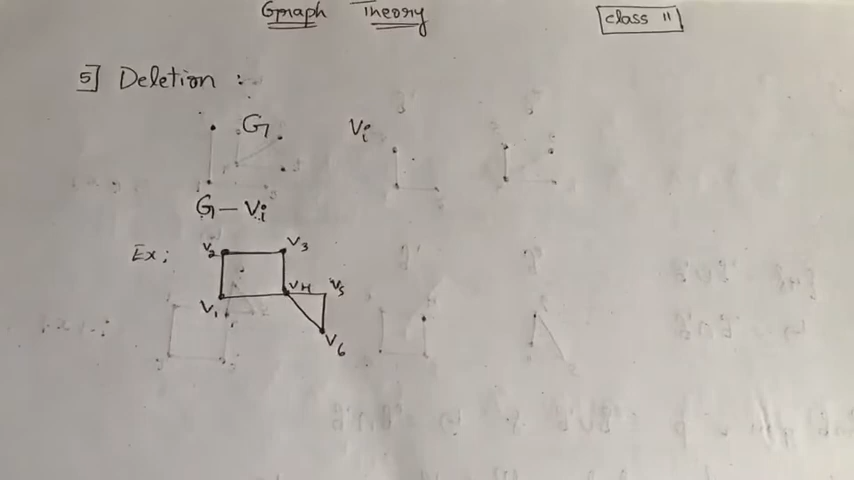 Graph Theory
class 11
5] Deletion :
G Vi
G - Vi
Ex: V2 V3
V1 V4 V5
V6